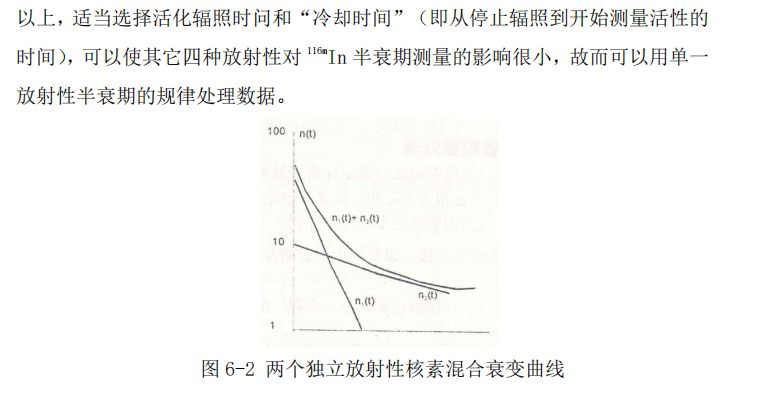 以上，适当选择活化辐照时问和“冷却时间”（即从停止辐照到开始测量活性的
时间），可以使其它四种放射性对 ¹¹⁶ᵐIn 半衰期测量的影响很小，故而可以用单一
放射性半衰期的规律处理数据。
100 n(t)
n₁(t)+ n₂(t)
10
n₁(t) n₂(t)
1
图 6-2 两个独立放射性核素混合衰变曲线